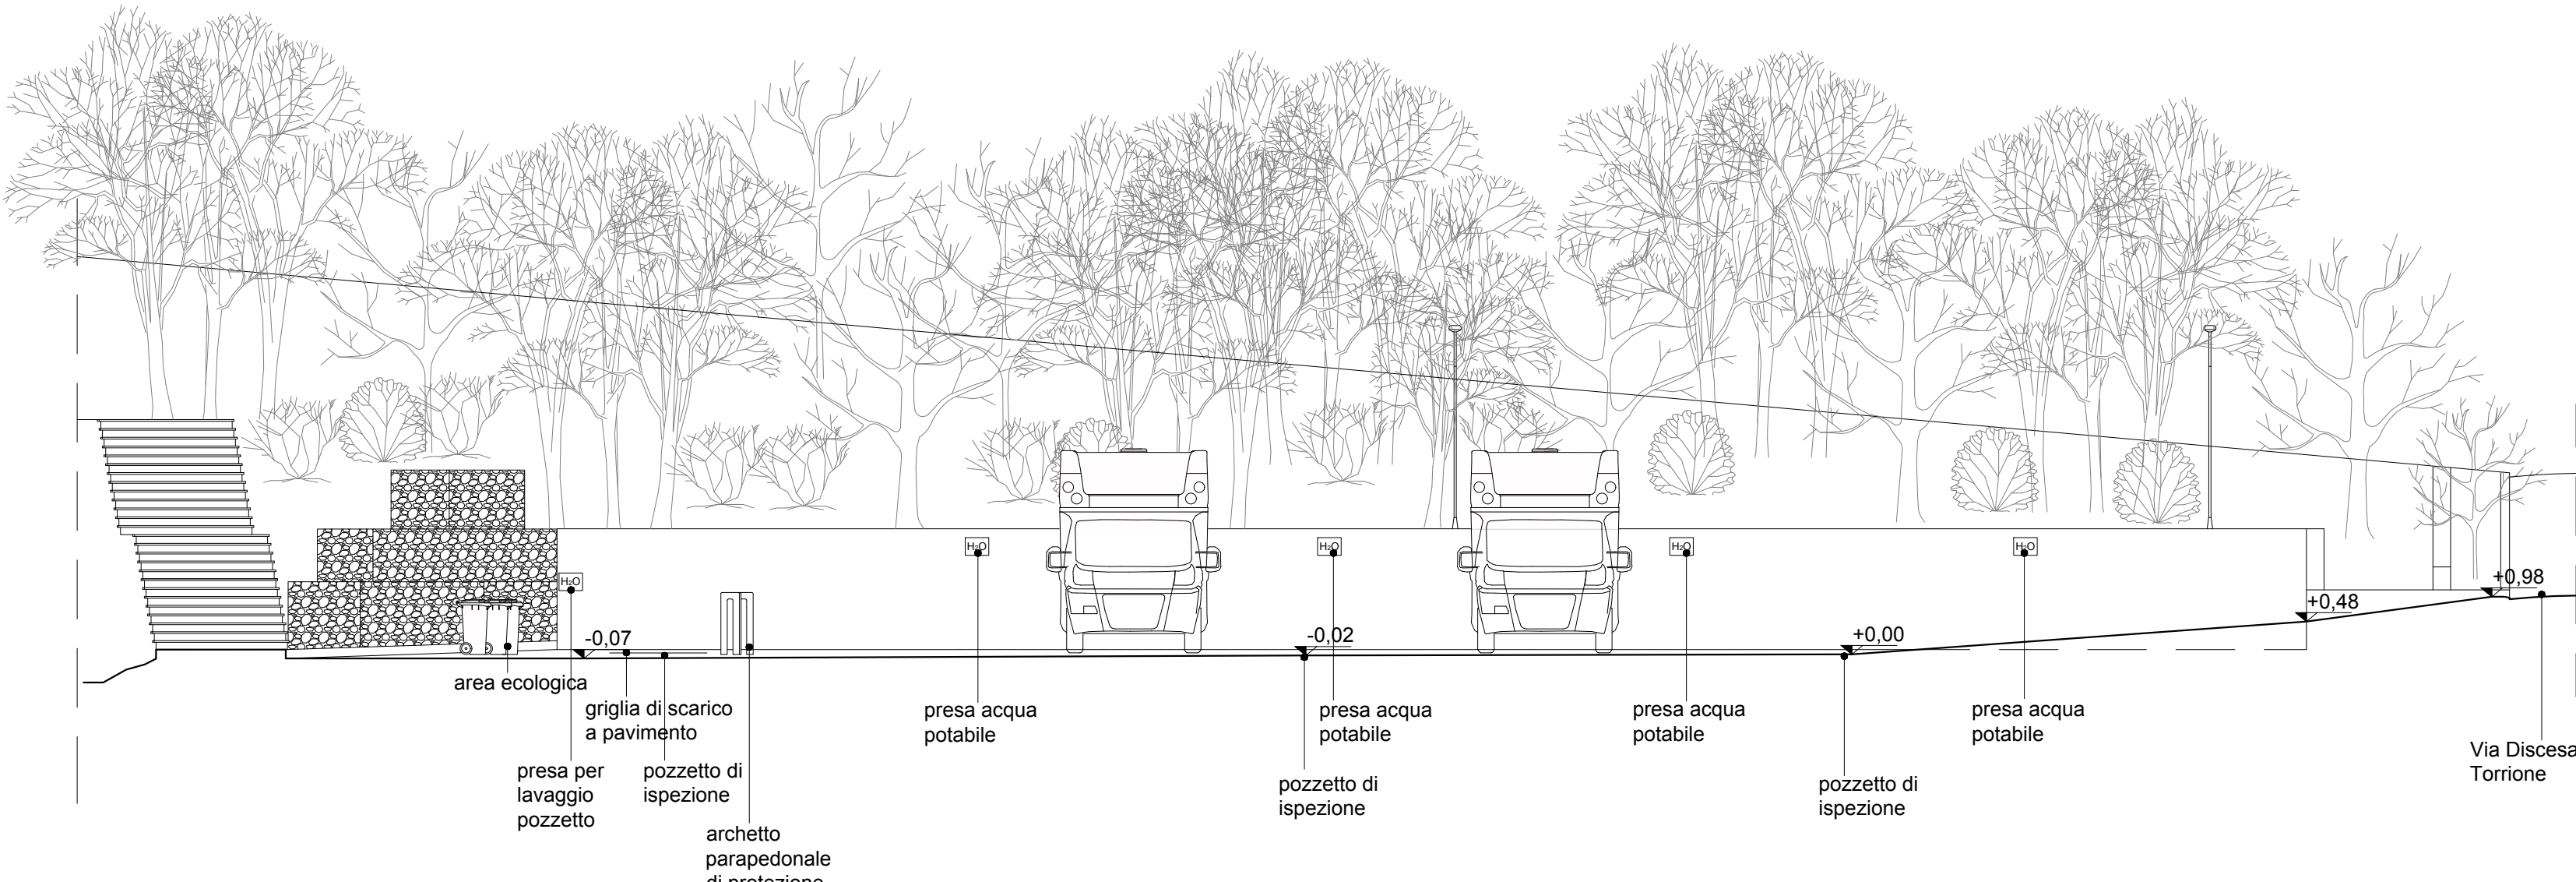 H₂O
H₂O
H₂O
H₂O
H₂O
+0,98
+0,48
-0,07
-0,02
+0,00
area ecologica
griglia di scarico
a pavimento
presa acqua
potabile
presa acqua
potabile
presa acqua
potabile
presa acqua
potabile
Via Discesa
Torrione
presa per
lavaggio
pozzetto
pozzetto di
ispezione
pozzetto di
ispezione
pozzetto di
ispezione
archetto
parapedonale
di protezione